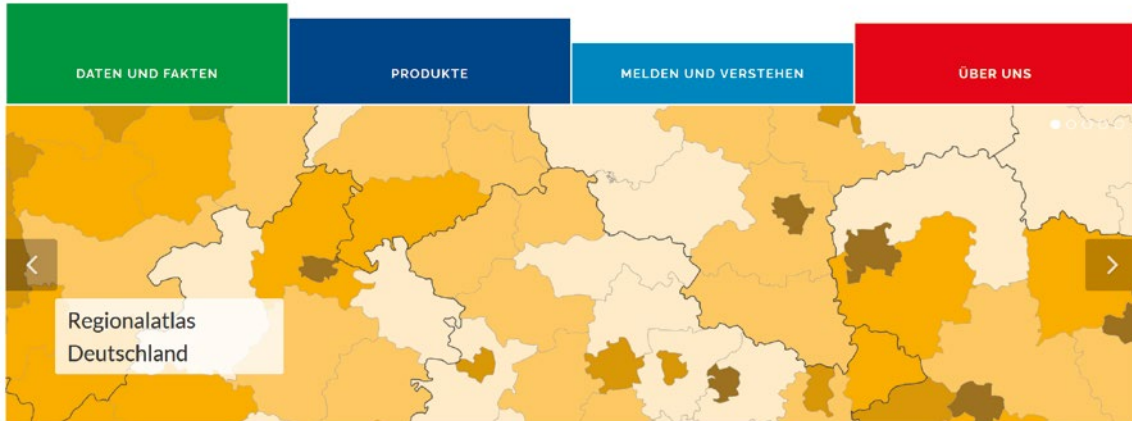 DATEN UND FAKTEN
PRODUKTE
MELDEN UND VERSTEHEN
ÜBER UNS
Regionalatlas
Deutschland